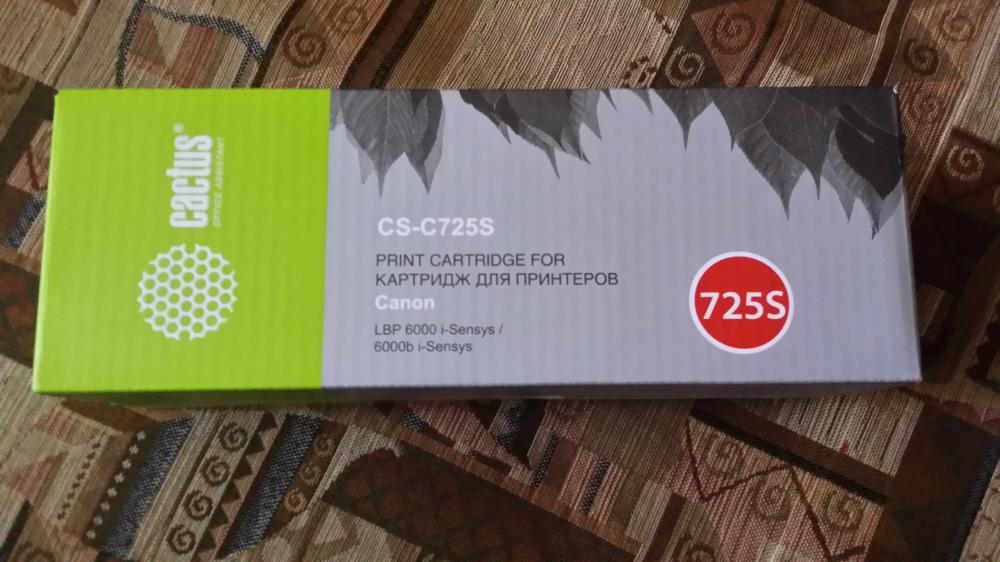 cactus®
OFFICE ASSISTANT
CS-C725S
PRINT CARTRIDGE FOR
КАРТРИДЖ ДЛЯ ПРИНТЕРОВ
Canon
LBP 6000 i-Sensys /
6000b i-Sensys
725S